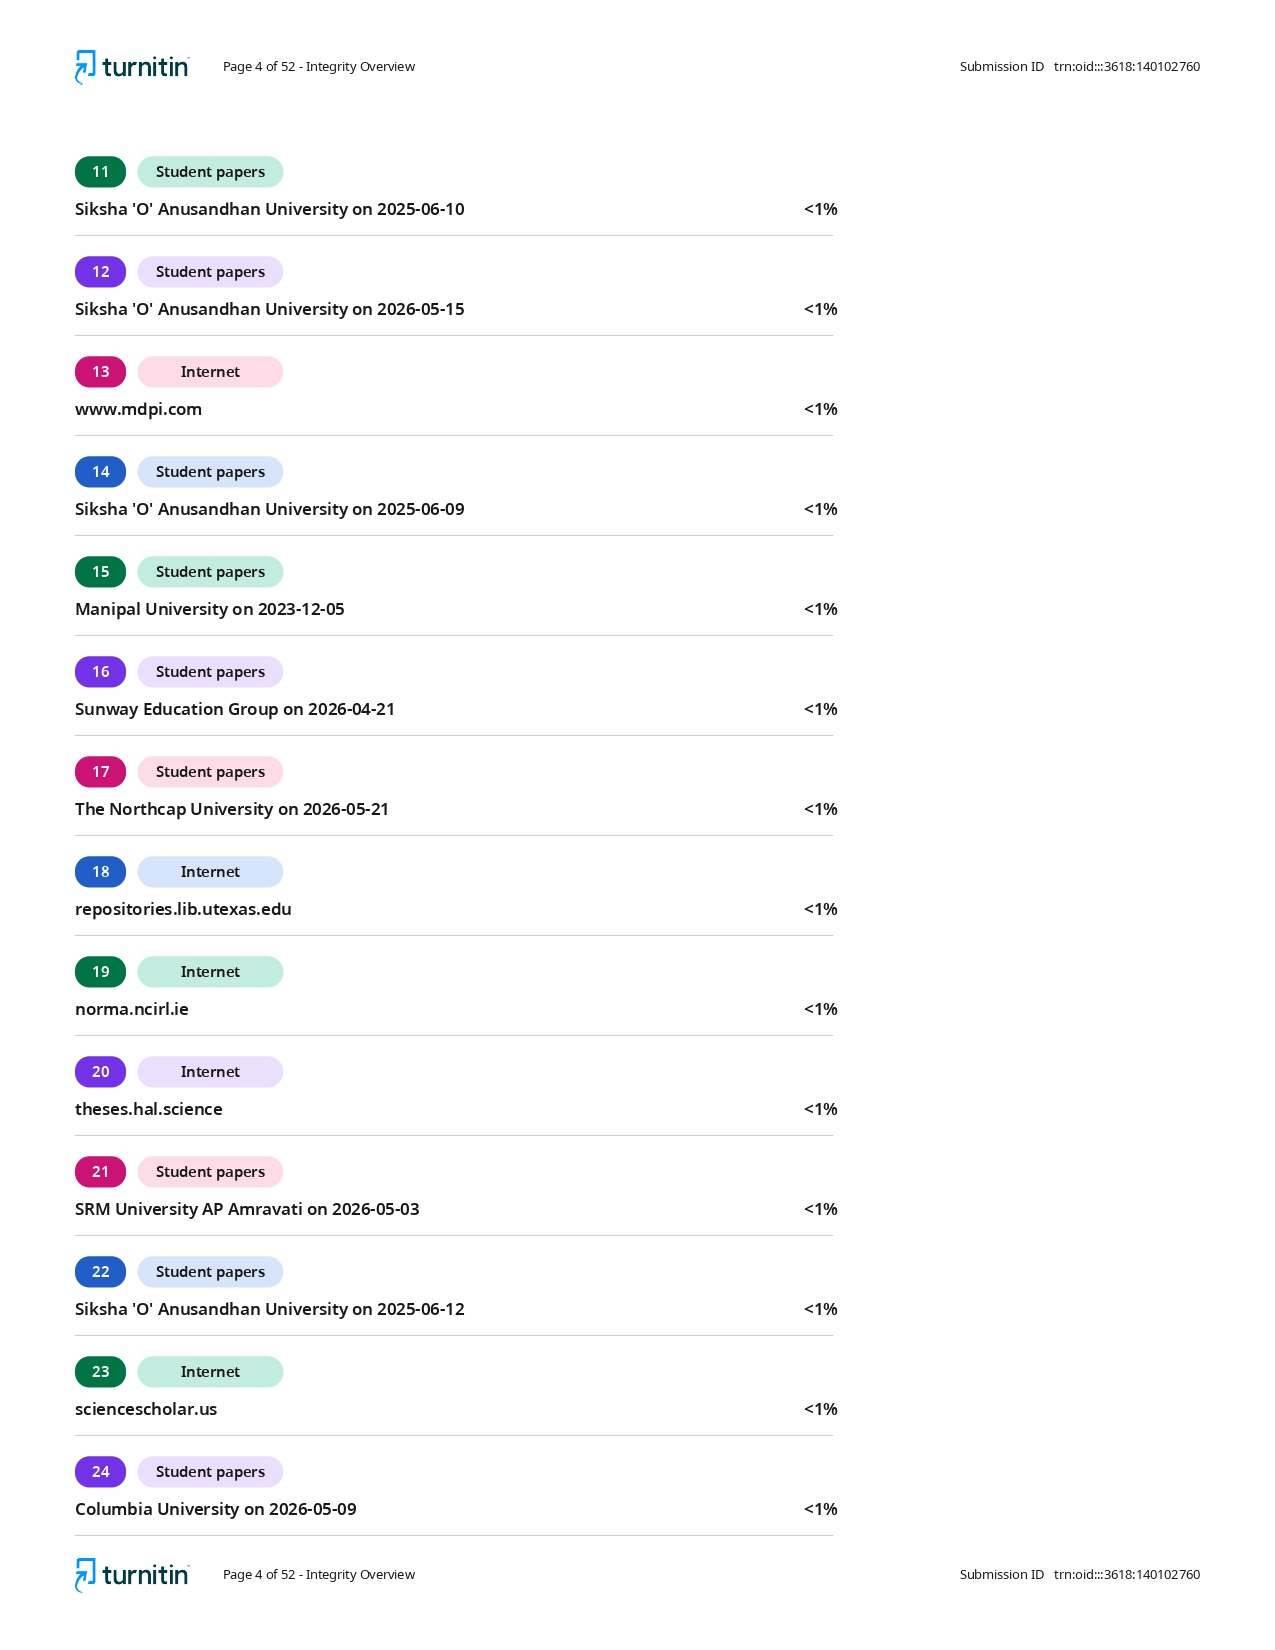 turnitin Page 4 of 52 - Integrity Overview Submission ID trn:oid:::3618:140102760
11 Student papers
Siksha 'O' Anusandhan University on 2025-06-10 <1%
12 Student papers
Siksha 'O' Anusandhan University on 2026-05-15 <1%
13 Internet
www.mdpi.com <1%
14 Student papers
Siksha 'O' Anusandhan University on 2025-06-09 <1%
15 Student papers
Manipal University on 2023-12-05 <1%
16 Student papers
Sunway Education Group on 2026-04-21 <1%
17 Student papers
The Northcap University on 2026-05-21 <1%
18 Internet
repositories.lib.utexas.edu <1%
19 Internet
norma.ncirl.ie <1%
20 Internet
theses.hal.science <1%
21 Student papers
SRM University AP Amravati on 2026-05-03 <1%
22 Student papers
Siksha 'O' Anusandhan University on 2025-06-12 <1%
23 Internet
sciencescholar.us <1%
24 Student papers
Columbia University on 2026-05-09 <1%
turnitin Page 4 of 52 - Integrity Overview Submission ID trn:oid:::3618:140102760